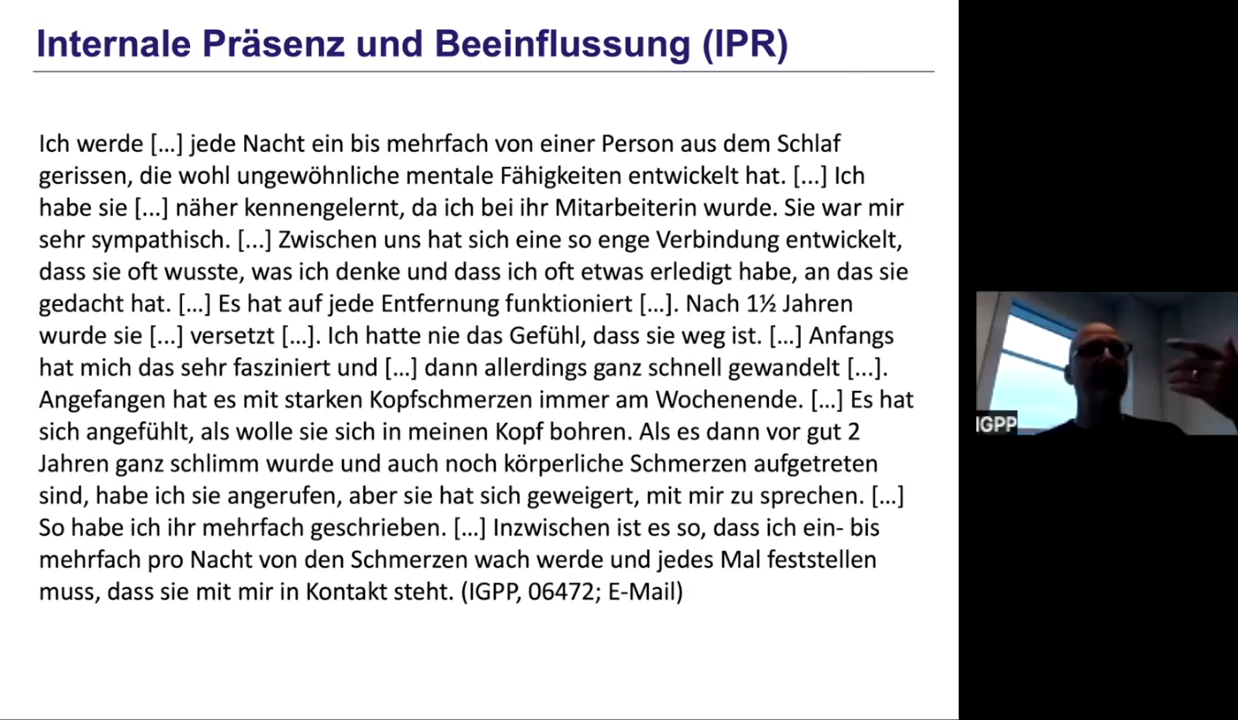 Internale Präsenz und Beeinflussung (IPR)
Ich werde [...] jede Nacht ein bis mehrfach von einer Person aus dem Schlaf
gerissen, die wohl ungewöhnliche mentale Fähigkeiten entwickelt hat. [...] Ich
habe sie [...] näher kennengelernt, da ich bei ihr Mitarbeiterin wurde. Sie war mir
sehr sympathisch. [...] Zwischen uns hat sich eine so enge Verbindung entwickelt,
dass sie oft wusste, was ich denke und dass ich oft etwas erledigt habe, an das sie
gedacht hat. [...] Es hat auf jede Entfernung funktioniert [...]. Nach 1½ Jahren
wurde sie [...] versetzt [...]. Ich hatte nie das Gefühl, dass sie weg ist. [...] Anfangs
hat mich das sehr fasziniert und [...] dann allerdings ganz schnell gewandelt [...].
Angefangen hat es mit starken Kopfschmerzen immer am Wochenende. [...] Es hat
sich angefühlt, als wolle sie sich in meinen Kopf bohren. Als es dann vor gut 2
Jahren ganz schlimm wurde und auch noch körperliche Schmerzen aufgetreten
sind, habe ich sie angerufen, aber sie hat sich geweigert, mit mir zu sprechen. [...]
So habe ich ihr mehrfach geschrieben. [...] Inzwischen ist es so, dass ich ein- bis
mehrfach pro Nacht von den Schmerzen wach werde und jedes Mal feststellen
muss, dass sie mit mir in Kontakt steht. (IGPP, 06472; E-Mail)
IGPP